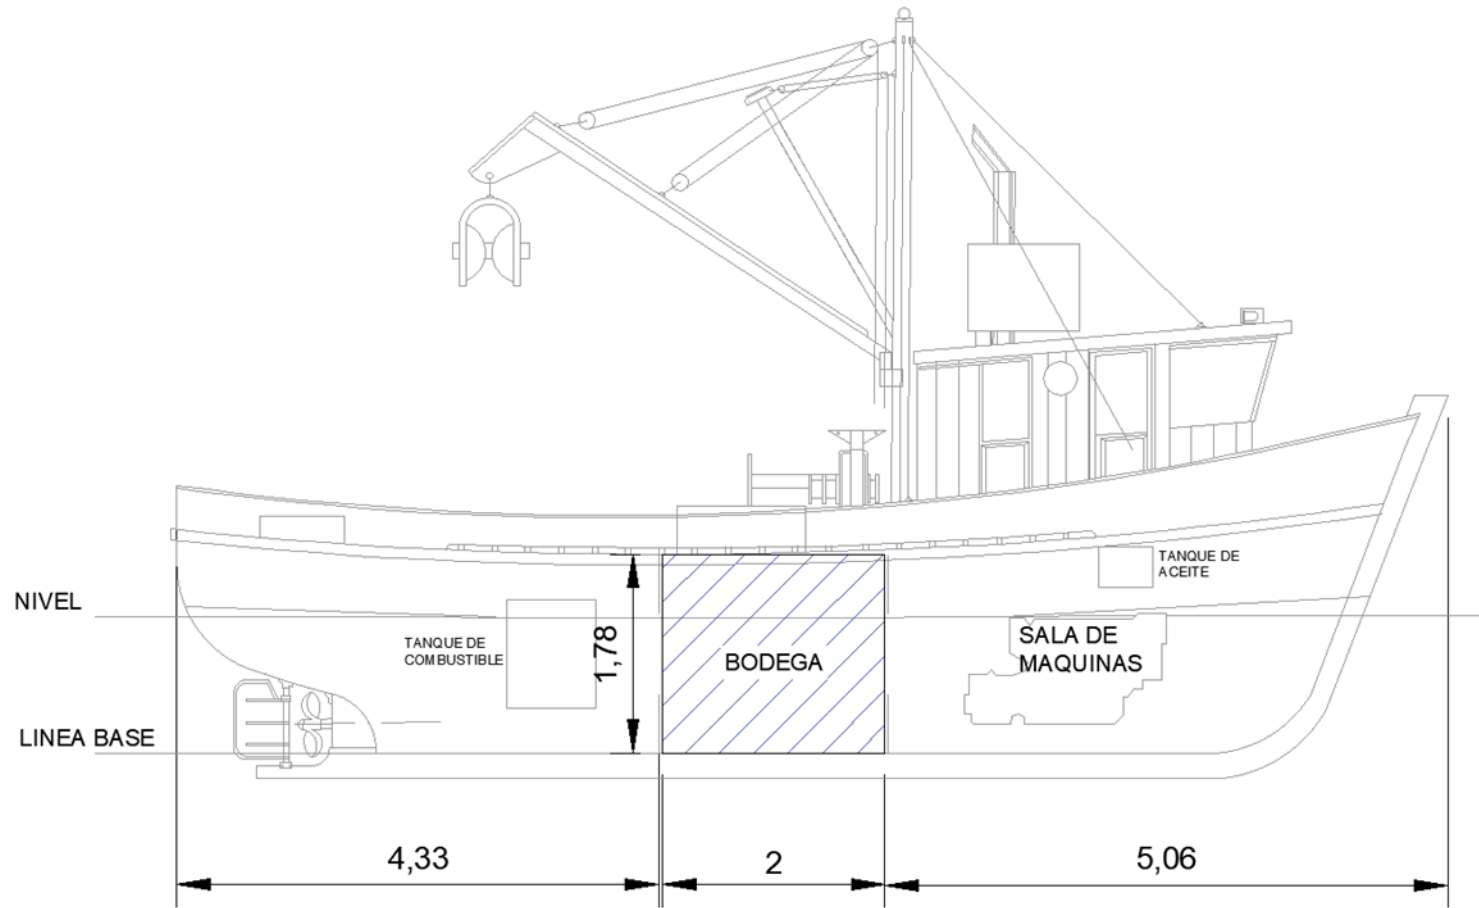 TANQUE DE
ACEITE
NIVEL
SALA DE
MAQUINAS
TANQUE DE
COMBUSTIBLE
1,78
BODEGA
LINEA BASE
4,33
2
5,06